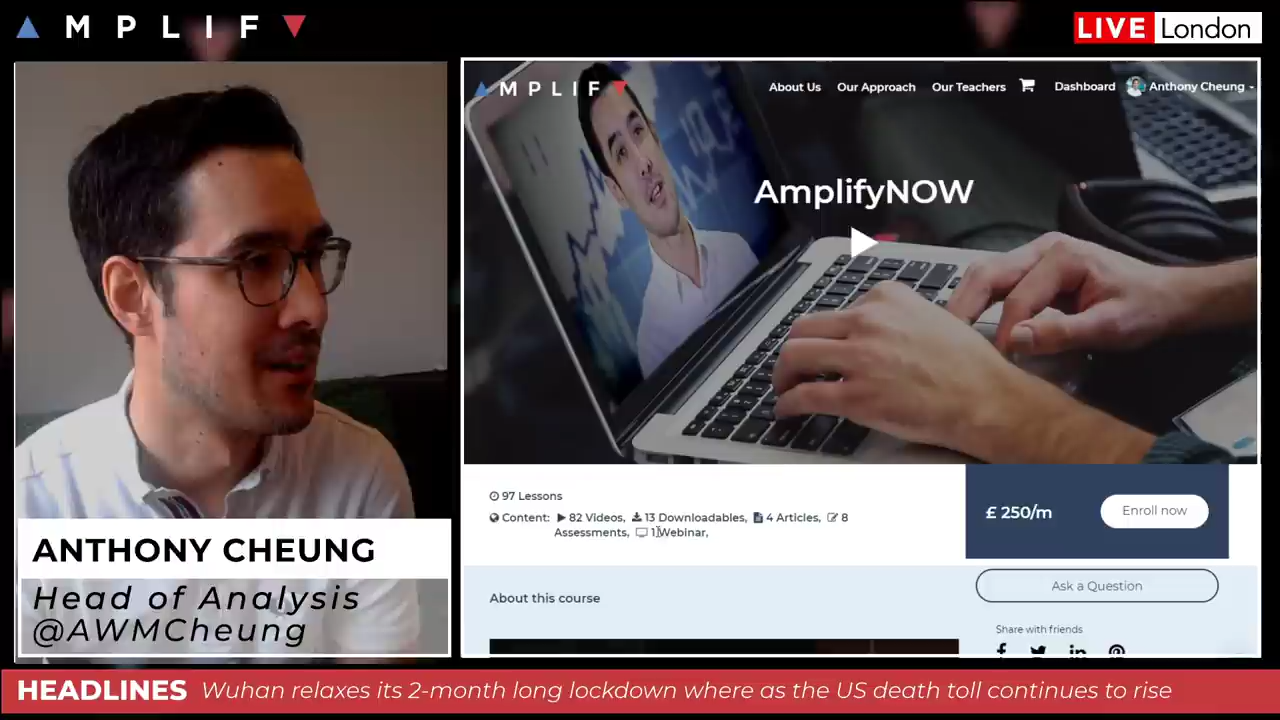 AMPLIFY
LIVE London
AMPLIFY
About Us Our Approach Our Teachers Dashboard Anthony Cheung
AmplifyNOW
97 Lessons
Content: 82 Videos, 13 Downloadables, 4 Articles, 8
Assessments, 1 Webinar,
£ 250/m Enroll now
Ask a Question
About this course
Share with friends
ANTHONY CHEUNG
Head of Analysis
@AWMCheung
HEADLINES Wuhan relaxes its 2-month long lockdown where as the US death toll continues to rise